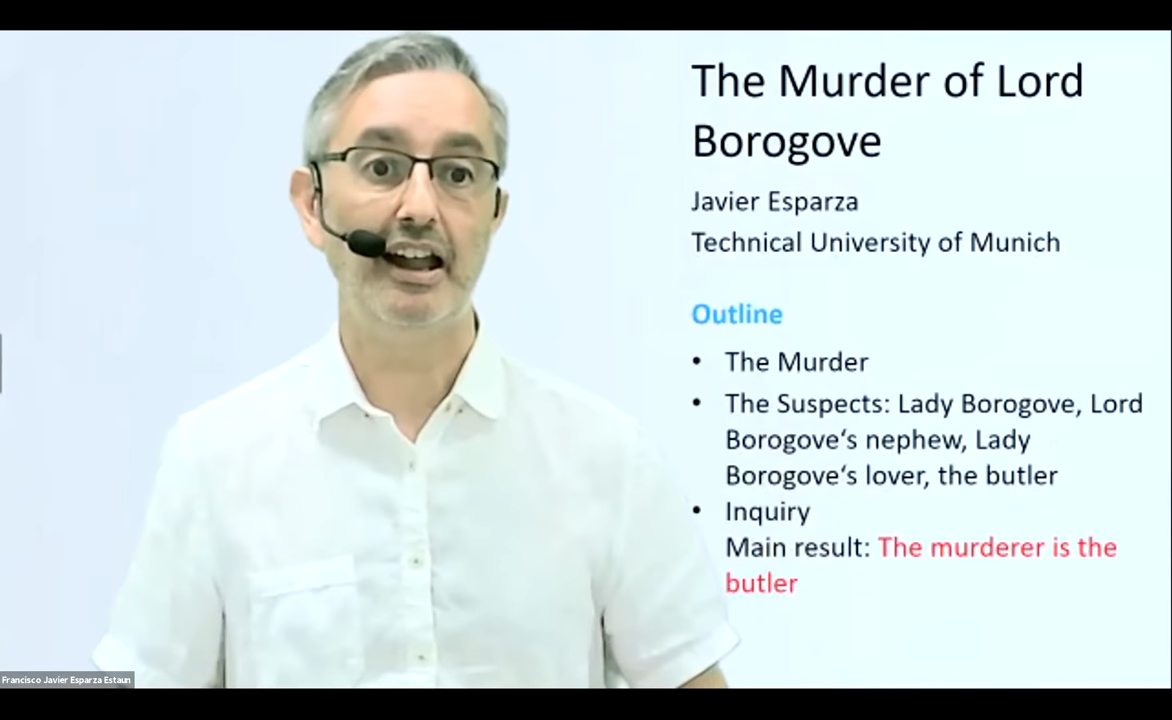 The Murder of Lord
Borogove
Javier Esparza
Technical University of Munich
Outline
• The Murder
• The Suspects: Lady Borogove, Lord
Borogove‘s nephew, Lady
Borogove‘s lover, the butler
• Inquiry
Main result: The murderer is the
butler
Francisco Javier Esparza Estaun